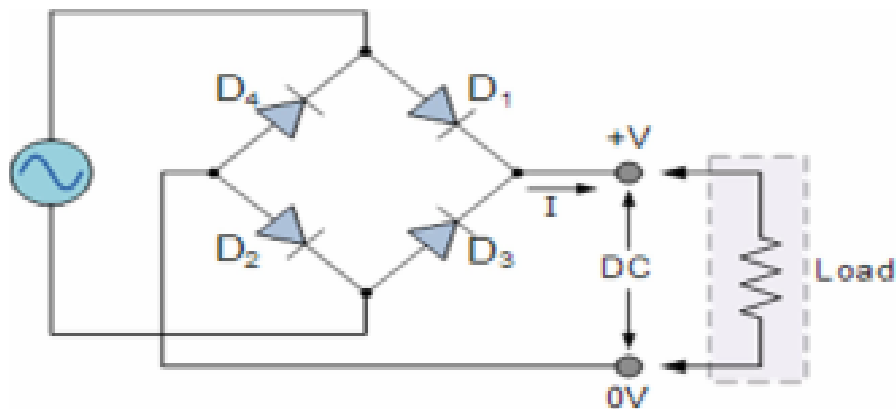 D₄
D₁
+V
I
D₂
D₃
DC
Load
0V